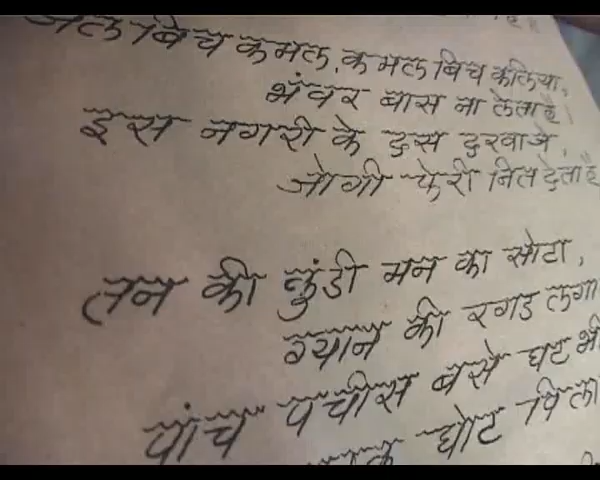 जल बिच कमल, कमल बिच कलिया,
भंवर बास ना लेता है।
इस नगरी के दस दरवाजे,
जोगी फेरी नित देता है
तन की कुंडी मन का सोटा,
ग्यान की रगड लगा
पांच पचीस बसे घट भी
घोट पिला